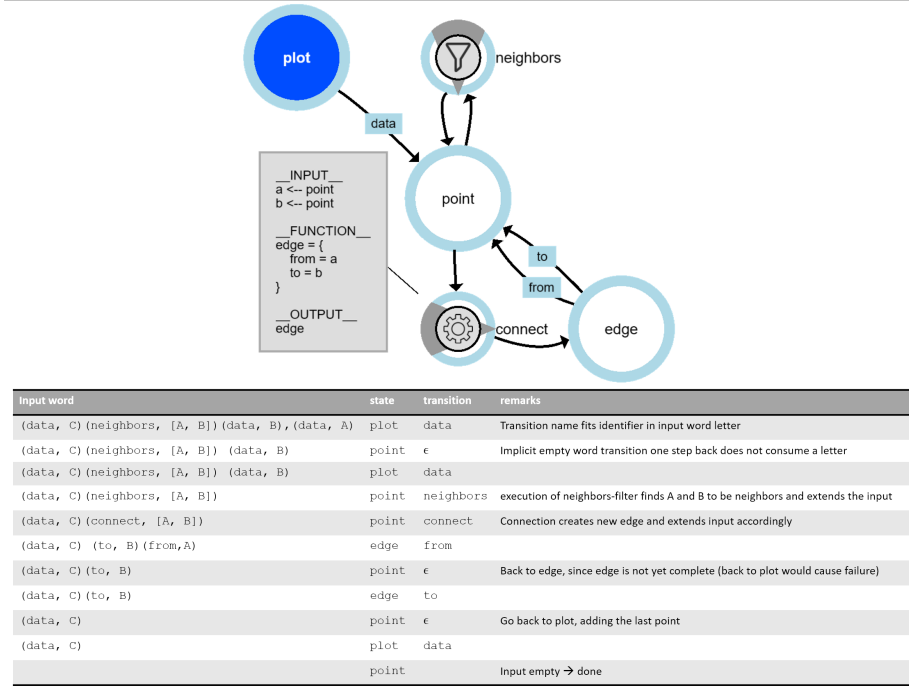 plot
neighbors
data
__INPUT__
a <-- point
b <-- point
__FUNCTION__
edge = {
from = a
to = b
}
__OUTPUT__
edge
point
to
from
connect
edge
Input word state transition remarks
(data, C)(neighbors, [A, B])(data, B),(data, A) plot data Transition name fits identifier in input word letter
(data, C)(neighbors, [A, B]) (data, B) point ϵ Implicit empty word transition one step back does not consume a letter
(data, C)(neighbors, [A, B]) (data, B) plot data
(data, C)(neighbors, [A, B]) point neighbors execution of neighbors-filter finds A and B to be neighbors and extends the input
(data, C)(connect, [A, B]) point connect Connection creates new edge and extends input accordingly
(data, C) (to, B)(from,A) edge from
(data, C)(to, B) point ϵ Back to edge, since edge is not yet complete (back to plot would cause failure)
(data, C)(to, B) edge to
(data, C) point ϵ Go back to plot, adding the last point
(data, C) plot data
point Input empty → done